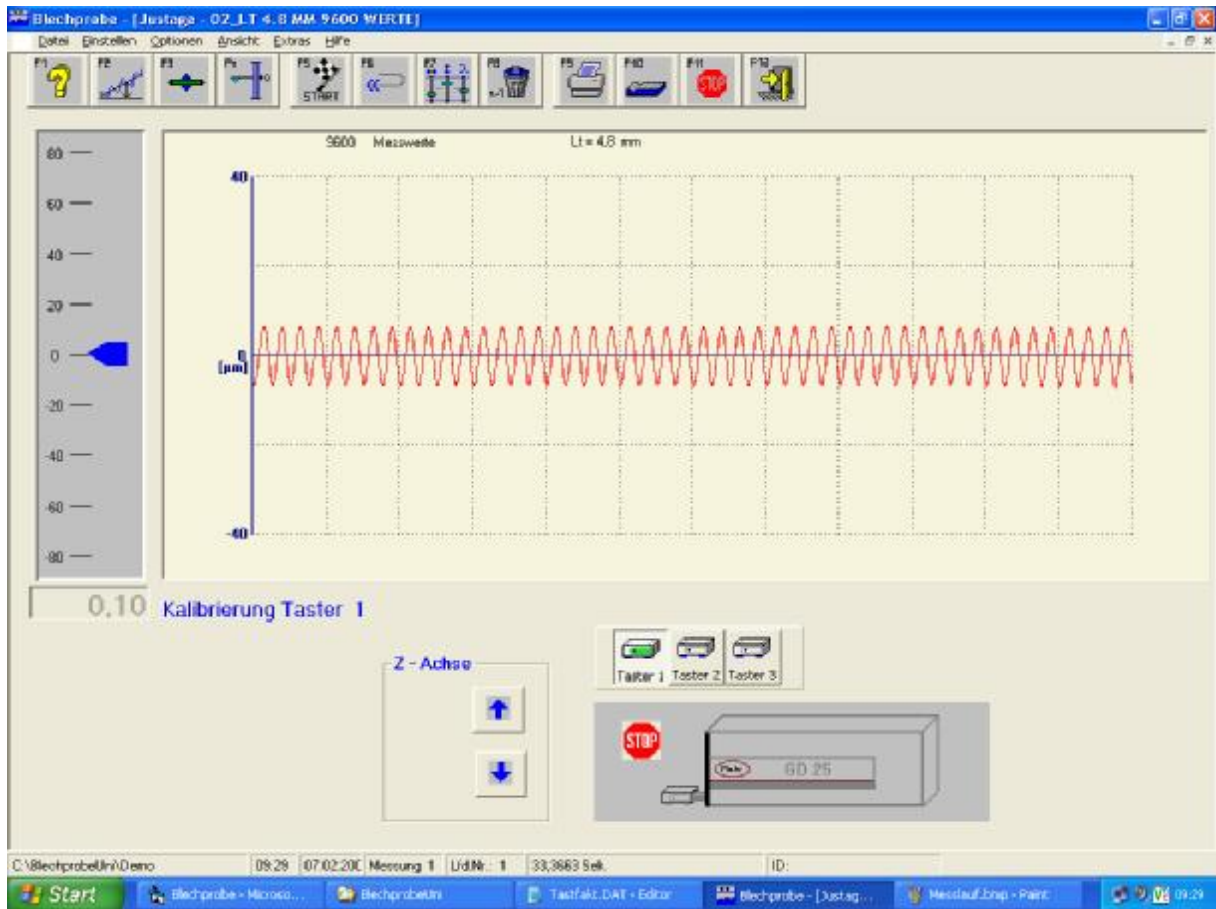 Blechprobe - [Justage - 02_LT 4.8 MM 9600 WERTE]
Datei Einstellen Optionen Ansicht Extras Hilfe
F1 F2 F3 F5 F6 F7 F8 F10 F11 F12
START n-1 STOP
9600 Messwerte Lt = 4,8 mm
80
60
40
20
0
-20
-40
-60
-80
40
0
[µm]
-40
0,10 Kalibrierung Taster 1
Z - Achse
Taster 1 Taster 2 Taster 3
STOP
GD 25
C:\BlechprobeUni\Demo 09:29 Messung 1 Lfd.Nr.: 1 33,3663 Sek. ID:
Start Blechprobe - Microso... BlechprobeUni Tastfakt.DAT - Editor Blechprobe - [Justag... Messlauf.bmp - Paint 09:29